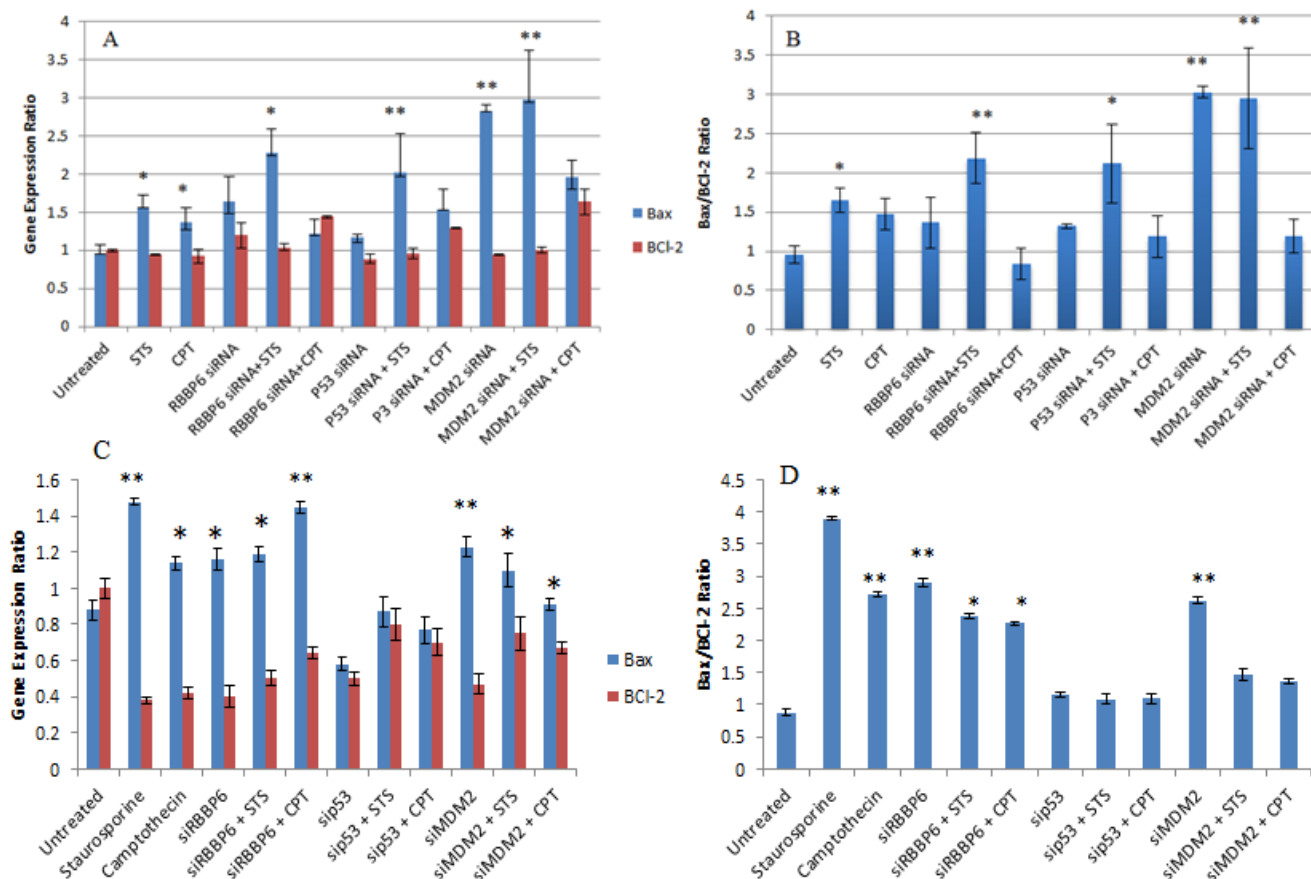 A
Gene Expression Ratio
4
3.5
3
2.5
2
1.5
1
0.5
0
* * * ** ** **
Untreated
STS
CPT
RBBP6 siRNA
RBBP6 siRNA+STS
RBBP6 siRNA+CPT
P53 siRNA
P53 siRNA + STS
P3 siRNA + CPT
MDM2 siRNA
MDM2 siRNA + STS
MDM2 siRNA + CPT
Bax
BCl-2
B
Bax/BCl-2 Ratio
4
3.5
3
2.5
2
1.5
1
0.5
0
* ** * ** **
Untreated
STS
CPT
RBBP6 siRNA
RBBP6 siRNA+STS
RBBP6 siRNA+CPT
P53 siRNA
P53 siRNA + STS
P3 siRNA + CPT
MDM2 siRNA
MDM2 siRNA + STS
MDM2 siRNA + CPT
C
Gene Expression Ratio
1.6
1.4
1.2
1
0.8
0.6
0.4
0.2
0
** * * * ** ** * *
Untreated
Staurosporine
Camptothecin
siRBBP6
siRBBP6 + STS
siRBBP6 + CPT
sip53
sip53 + STS
sip53 + CPT
siMDM2
siMDM2 + STS
siMDM2 + CPT
Bax
BCl-2
D
Bax/BCl-2 Ratio
4.5
4
3.5
3
2.5
2
1.5
1
0.5
0
** ** ** * * **
Untreated
Staurosporine
Camptothecin
siRBBP6
siRBBP6 + STS
siRBBP6 + CPT
sip53
sip53 + STS
sip53 + CPT
siMDM2
siMDM2 + STS
siMDM2 + CPT